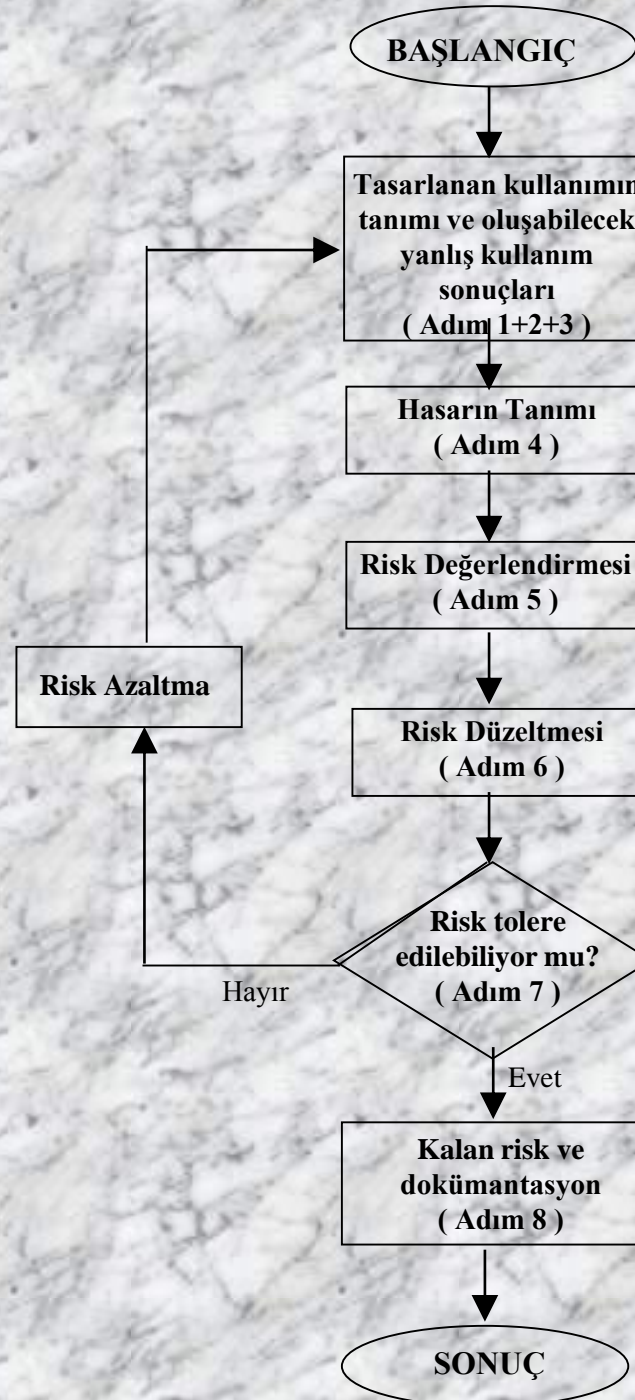 BAŞLANGIÇ
Tasarlanan kullanımın
tanımı ve oluşabilecek
yanlış kullanım
sonuçları
( Adım 1+2+3 )
Hasarın Tanımı
( Adım 4 )
Risk Değerlendirmesi
( Adım 5 )
Risk Azaltma
Risk Düzeltmesi
( Adım 6 )
Risk tolere
edilebiliyor mu?
( Adım 7 )
Hayır
Evet
Kalan risk ve
dokümantasyon
( Adım 8 )
SONUÇ